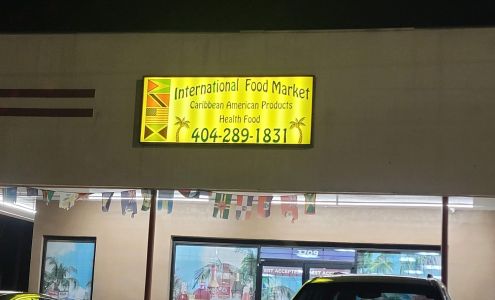 International Food Market
Caribbean American Products
Health Food
404-289-1831